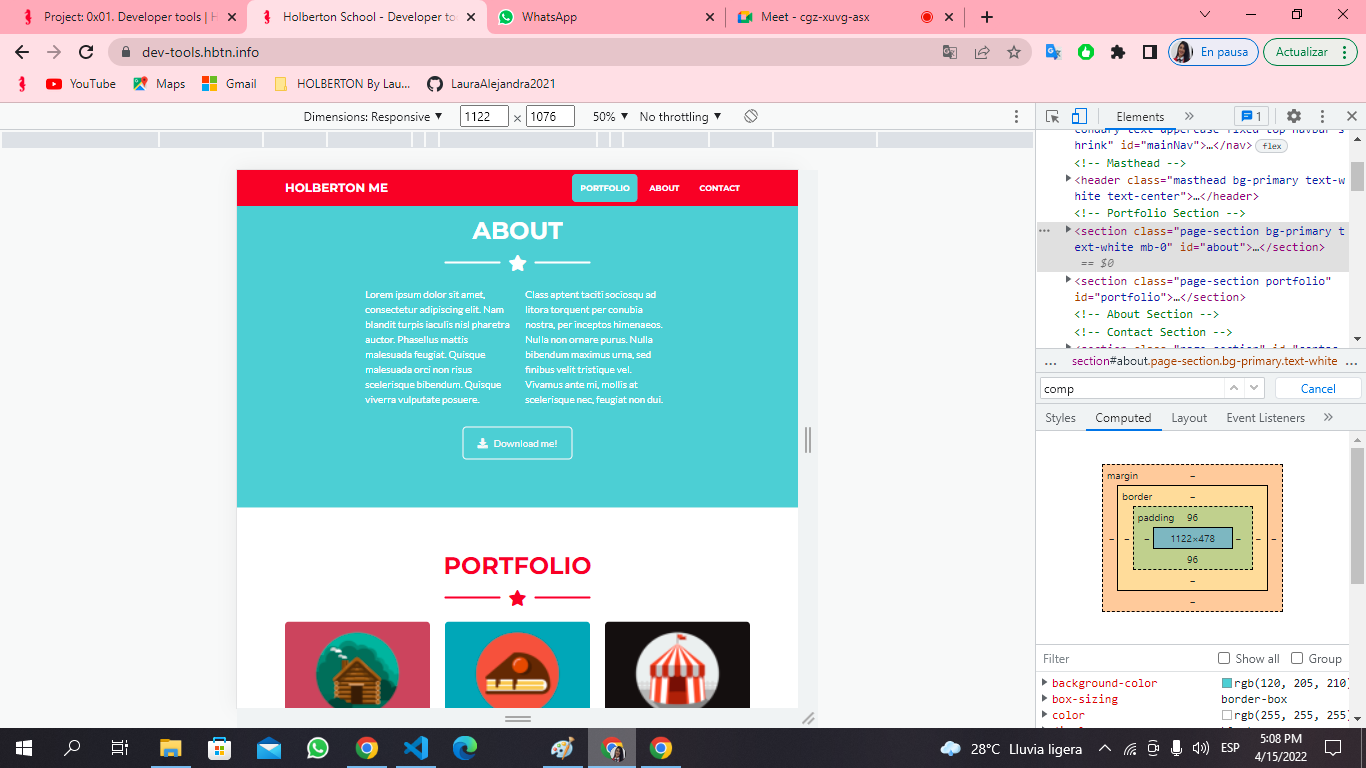 Project: 0x01. Developer tools | H
Holberton School - Developer to
WhatsApp
Meet - cgz-xuvg-asx
dev-tools.hbtn.info
En pausa
Actualizar
YouTube
Maps
Gmail
HOLBERTON By Lau...
LauraAlejandra2021
Dimensions: Responsive
1122
×
1076
50%
No throttling
HOLBERTON ME
PORTFOLIO
ABOUT
CONTACT
ABOUT
Lorem ipsum dolor sit amet,
consectetur adipiscing elit. Nam
blandit turpis iaculis nisl pharetra
auctor. Phasellus mattis
malesuada feugiat. Quisque
malesuada orci non risus
scelerisque bibendum. Quisque
viverra vulputate posuere.
Class aptent taciti sociosqu ad
litora torquent per conubia
nostra, per inceptos himenaeos.
Nulla non ornare purus. Nulla
bibendum maximus urna, sed
finibus velit tristique vel.
Vivamus ante mi, mollis at
scelerisque nec, feugiat non dui.
Download me!
PORTFOLIO
Elements
1
condary text-uppercase fixed-top navbar-s
hrink" id="mainNav">…</nav>
flex
<!-- Masthead -->
<header class="masthead bg-primary text-w
hite text-center">…</header>
<!-- Portfolio Section -->
<section class="page-section bg-primary t
ext-white mb-0" id="about">…</section>
== $0
<section class="page-section portfolio"
id="portfolio">…</section>
<!-- About Section -->
<!-- Contact Section -->
...
section#about.page-section.bg-primary.text-white
...
comp
Cancel
Styles
Computed
Layout
Event Listeners
margin
–
border
–
padding
96
– – – 1122×478 – – –
96
–
–
Filter
Show all
Group
background-color
rgb(120, 205, 210)
box-sizing
border-box
color
rgb(255, 255, 255)
28°C Lluvia ligera
ESP
5:08 PM
4/15/2022